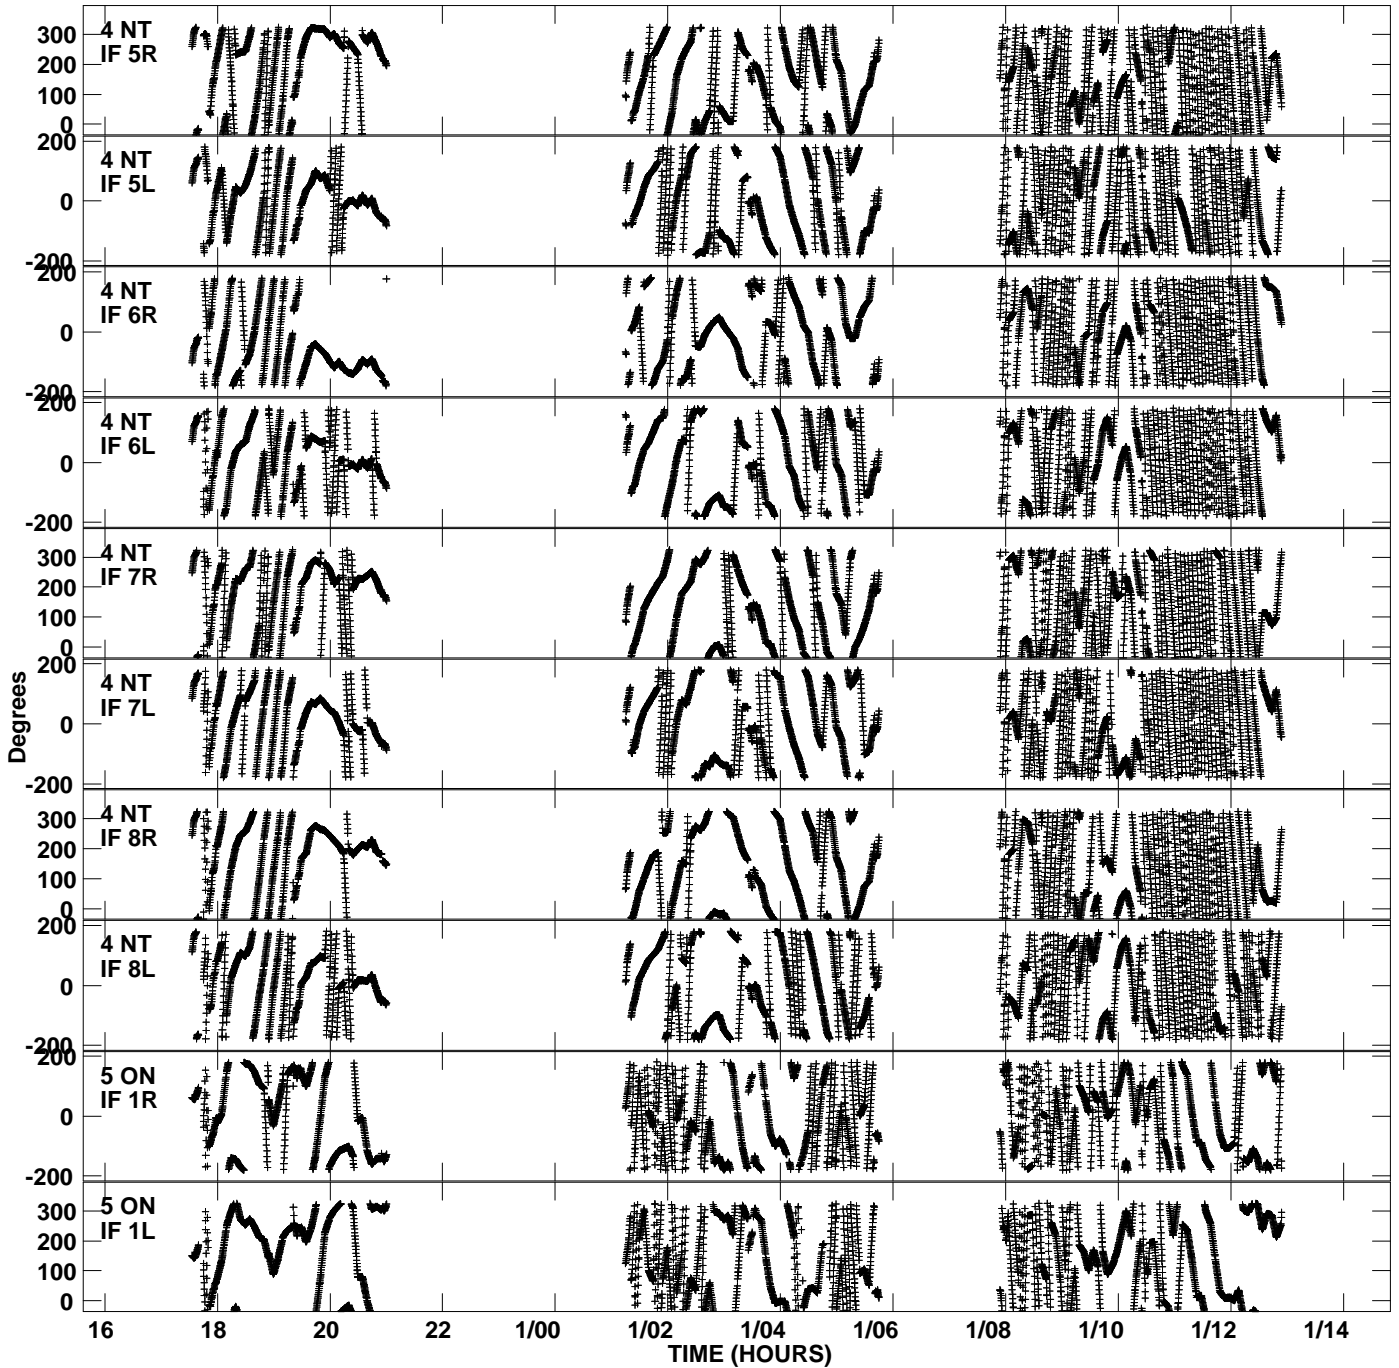 4 NT
IF 5R
300
200
100
0
4 NT
IF 5L
200
0
-200
4 NT
IF 6R
200
0
-200
4 NT
IF 6L
200
0
-200
4 NT
IF 7R
300
200
100
0
4 NT
IF 7L
200
0
-200
4 NT
IF 8R
300
200
100
0
4 NT
IF 8L
200
0
-200
5 ON
IF 1R
200
0
-200
5 ON
IF 1L
300
200
100
0
Degrees
16 18 20 22 1/00 1/02 1/04 1/06 1/08 1/10 1/12 1/14
TIME (HOURS)